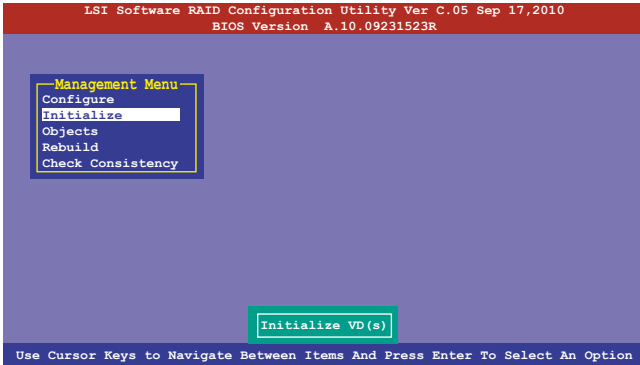 LSI Software RAID Configuration Utility Ver C.05 Sep 17,2010
BIOS Version A.10.09231523R
Management Menu
Configure
Initialize
Objects
Rebuild
Check Consistency
Initialize VD(s)
Use Cursor Keys to Navigate Between Items And Press Enter To Select An Option